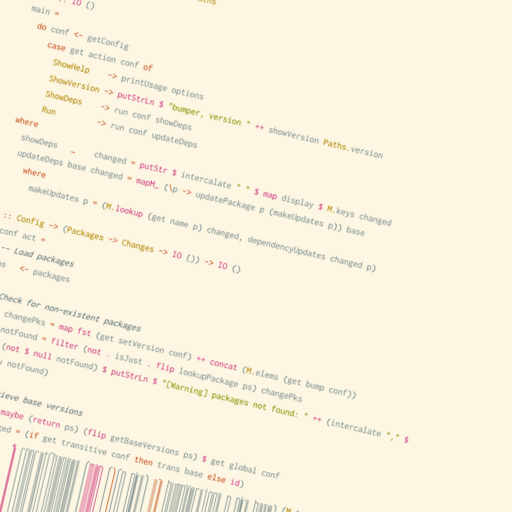 :: IO ()
main =
do conf <- getConfig
case get action conf of
ShowHelp -> printUsage options
ShowVersion -> putStrLn $ "bumper, version " ++ showVersion Paths.version
ShowDeps -> run conf showDeps
Run -> run conf updateDeps
where
showDeps _ changed = putStr $ intercalate " " $ map display $ M.keys changed
updateDeps base changed = mapM_ (\p -> updatePackage p (makeUpdates p)) base
where
makeUpdates p = (M.lookup (get name p) changed, dependencyUpdates changed p)
:: Config -> (Packages -> Changes -> IO ()) -> IO ()
conf act =
-- Load packages
<- packages
Check for non-existent packages
changePks = map fst (get setVersion conf) ++ concat (M.elems (get bump conf))
notFound = filter (not . isJust . flip lookupPackage ps) changePks
(not $ null notFound) $ putStrLn $ "[Warning] packages not found: " ++ (intercalate "," $
notFound)
ieve base versions
maybe (return ps) (flip getBaseVersions ps) $ get global conf
ed = (if get transitive conf then trans base else id)